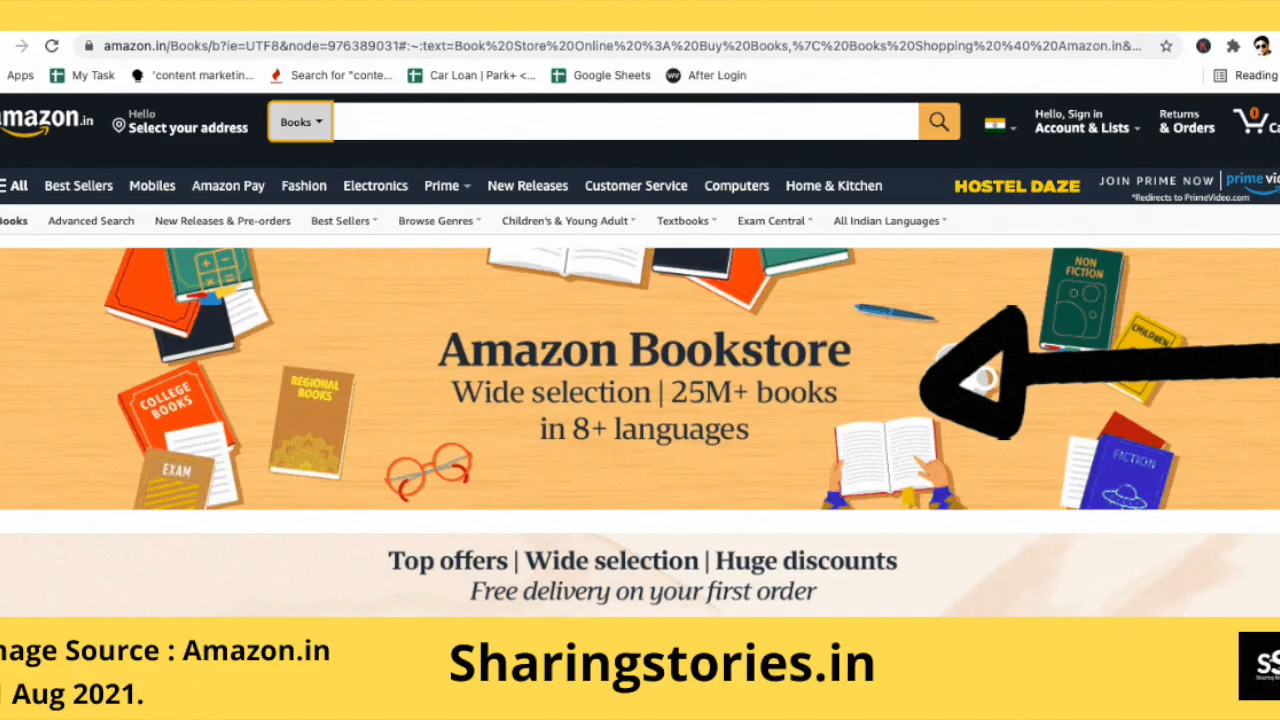 amazon.in/Books/b?ie=UTF8&node=976389031#:~:text=Book%20Store%20Online%20%3A%20Buy%20Books,%7C%20Books%20Shopping%20%40%20Amazon.in&...
Apps My Task 'content marketin... Search for "conte... Car Loan | Park+ <... Google Sheets After Login Reading
amazon.in Hello Books Hello, Sign in Returns 0
Select your address Account & Lists & Orders Ca
All Best Sellers Mobiles Amazon Pay Fashion Electronics Prime New Releases Customer Service Computers Home & Kitchen HOSTEL DAZE JOIN PRIME NOW prime vid
*Redirects to PrimeVideo.com
Books Advanced Search New Releases & Pre-orders Best Sellers Browse Genres Children's & Young Adult Textbooks Exam Central All Indian Languages
NON
FICTION
CHILDREN
Amazon Bookstore
Wide selection | 25M+ books
in 8+ languages
COLLEGE
BOOKS
REGIONAL
BOOKS
EXAM
FICTION
Top offers | Wide selection | Huge discounts
Free delivery on your first order
mage Source : Amazon.in
1 Aug 2021.
Sharingstories.in